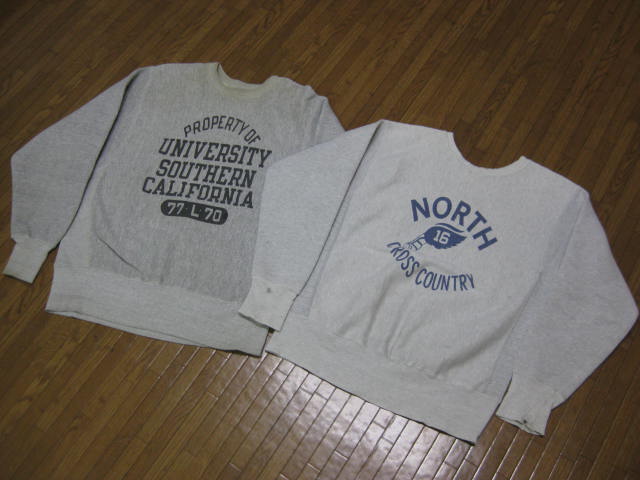 PROPERTY OF
UNIVERSITY
SOUTHERN
CALIFORNIA
77-L-70
NORTH
16
CROSS COUNTRY